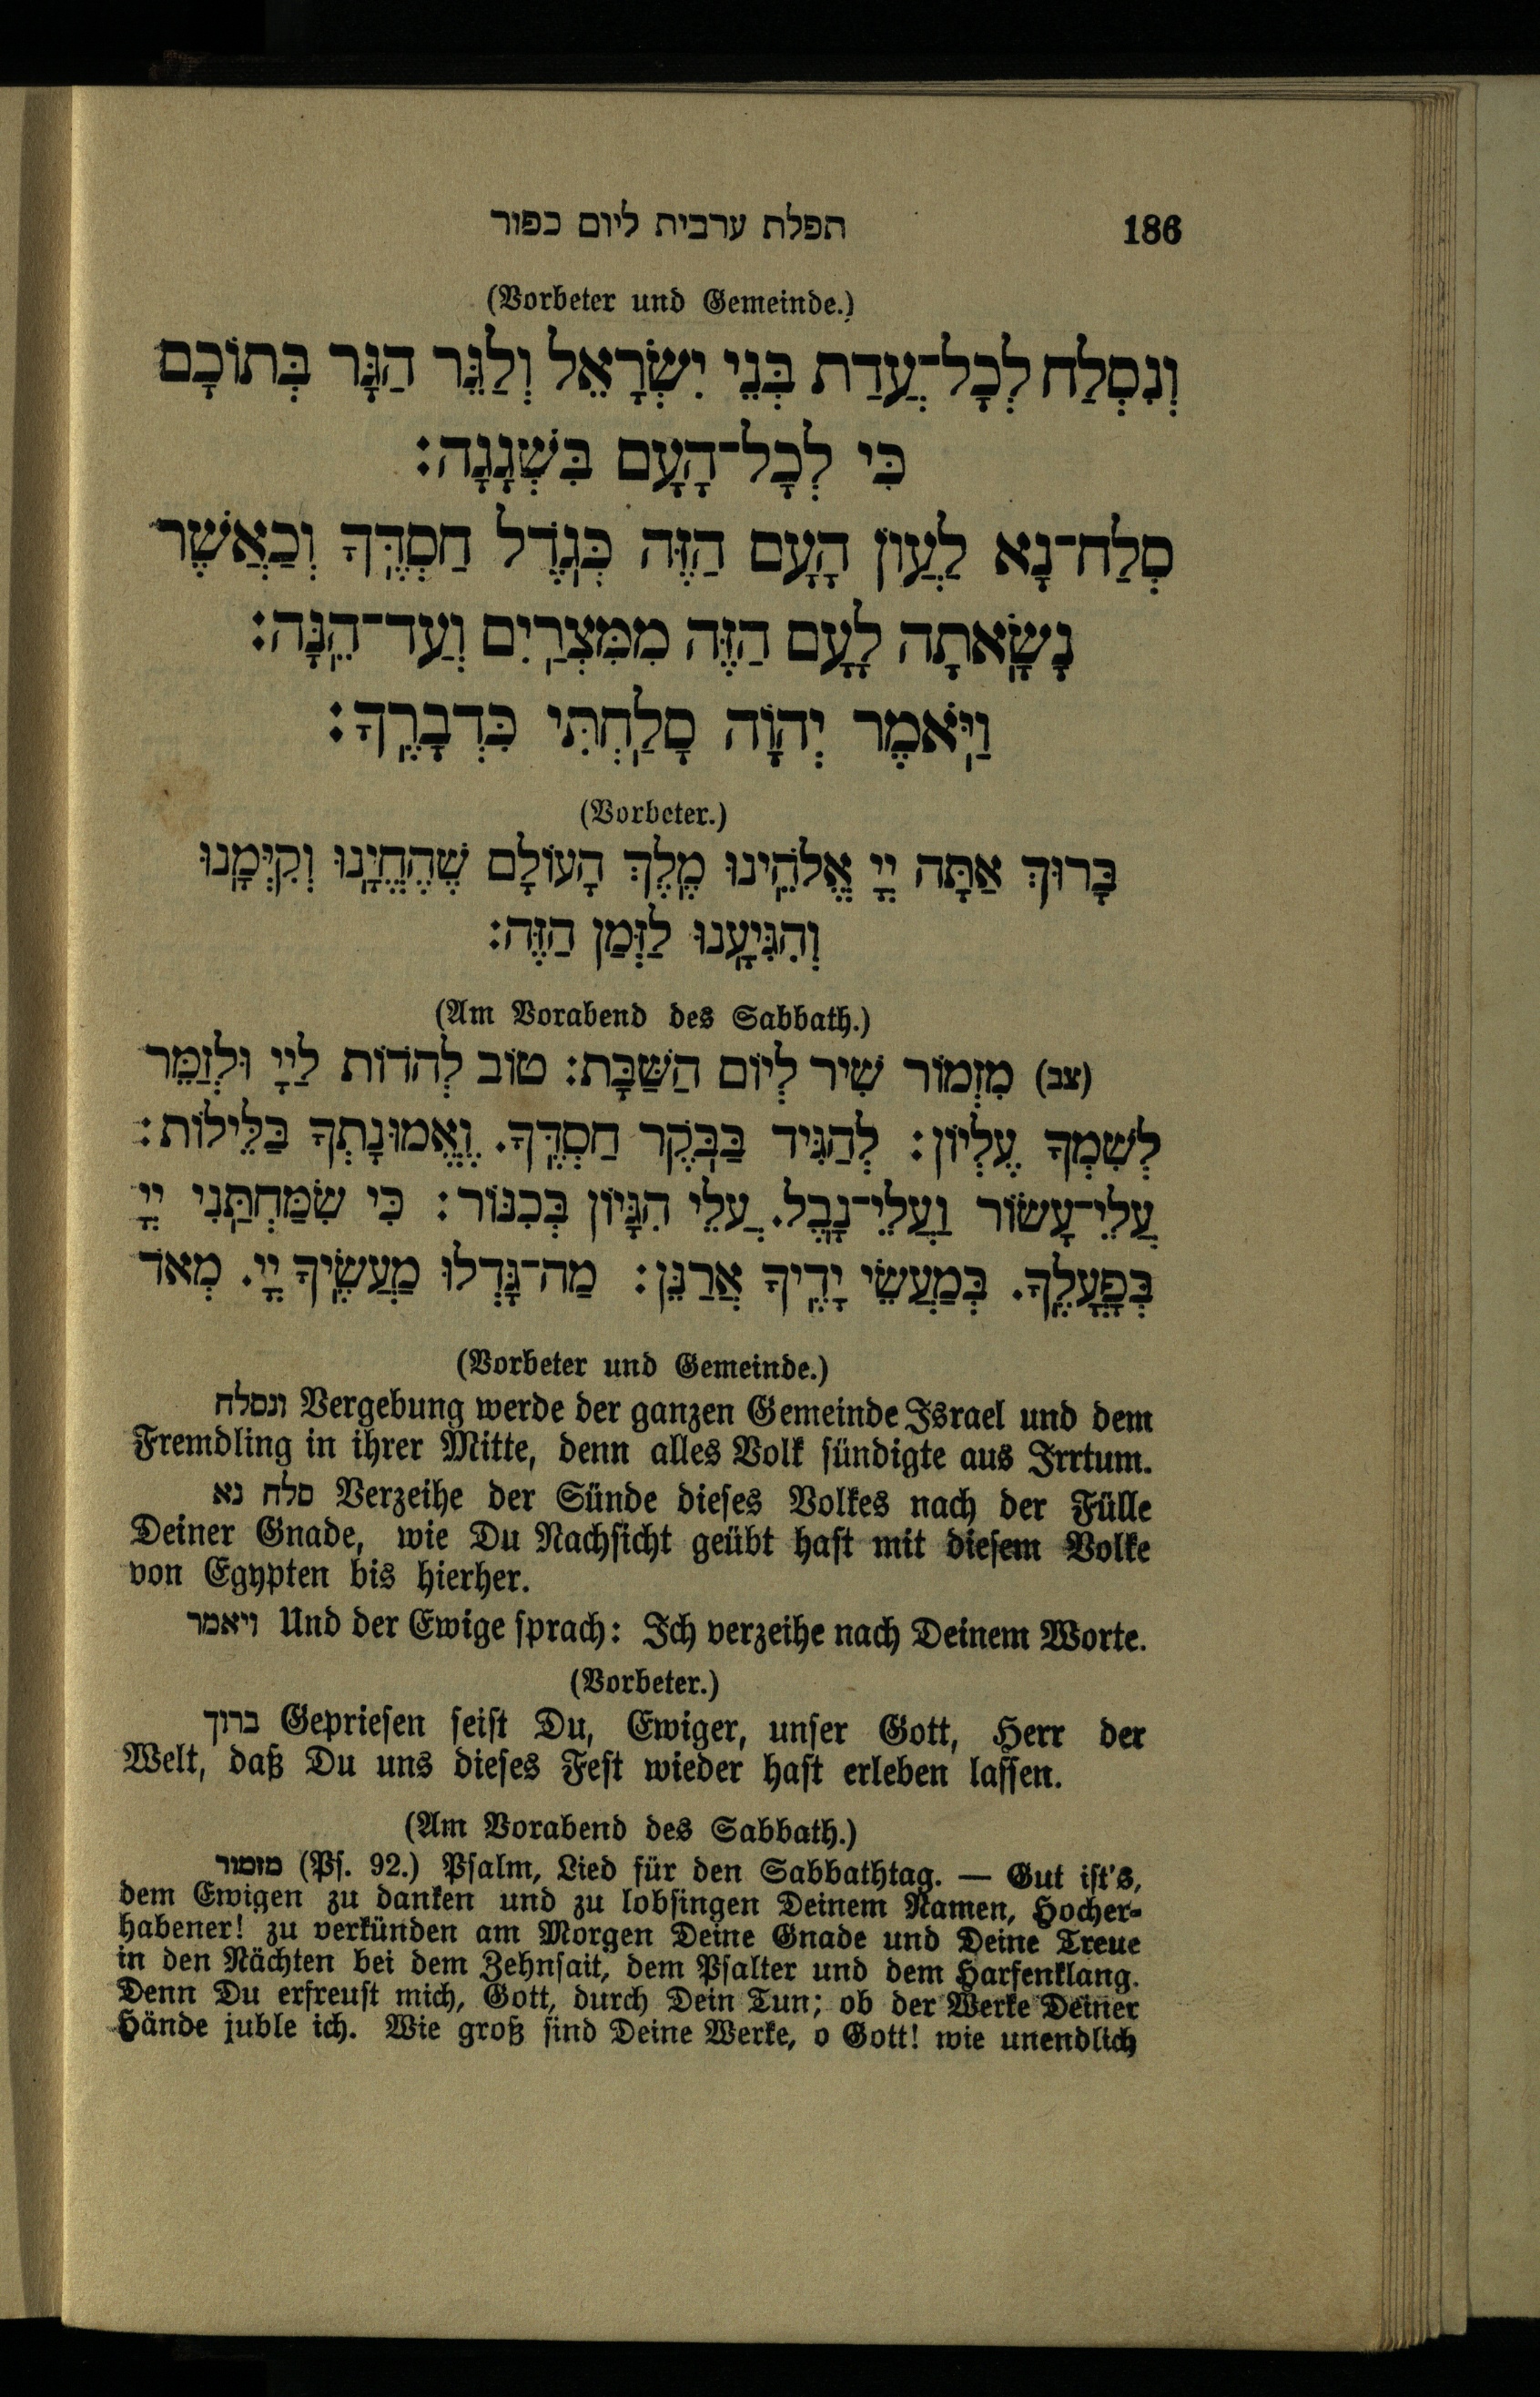 תפלת ערבית ליום כפור 186
(Vorbeter und Gemeinde.)
וְנִסְלַח לְכָל־עֲדַת בְּנֵי יִשְׂרָאֵל וְלַגֵּר הַגָּר בְּתוֹכָם
כִּי לְכָל־הָעָם בִּשְׁגָגָה׃
סְלַח־נָא לַעֲוֹן הָעָם הַזֶּה כְּגֹֽדֶל חַסְדֶּֽךָ וְכַאֲשֶׁר
נָשָֽׂאתָה לָעָם הַזֶּה מִמִּצְרַֽיִם וְעַד־הֵֽנָּה׃
וַיֹּֽאמֶר יְהוָֹה סָלַֽחְתִּי כִּדְבָרֶֽךָ׃
(Vorbeter.)
בָּרוּךְ אַתָּה יְיָ אֱלֹהֵֽינוּ מֶֽלֶךְ הָעוֹלָם שֶׁהֶחֱיָֽנוּ וְקִיְּמָֽנוּ
וְהִגִּיעָֽנוּ לַזְּמַן הַזֶּה׃
(Am Vorabend des Sabbath.)
(צב) מִזְמוֹר שִׁיר לְיוֹם הַשַּׁבָּת׃ טוֹב לְהֹדוֹת לַיְיָ וּלְזַמֵּר
לְשִׁמְךָ עֶלְיוֹן׃ לְהַגִּיד בַּבֹּֽקֶר חַסְדֶּֽךָ. וֶאֱמוּנָתְךָ בַּלֵּילוֹת׃
עֲלֵי־עָשׂוֹר וַעֲלֵי־נָֽבֶל. עֲלֵי הִגָּיוֹן בְּכִנּוֹר׃ כִּי שִׂמַּחְתַּֽנִי יְיָ
בְּפָעֳלֶֽךָ. בְּמַעֲשֵׂי יָדֶֽיךָ אֲרַנֵּן׃ מַה־גָּדְלוּ מַעֲשֶֽׂיךָ יְיָ. מְאֹד
(Vorbeter und Gemeinde.)
ונסלח Vergebung werde der ganzen Gemeinde Israel und dem
Fremdling in ihrer Mitte, denn alles Volk sündigte aus Irrtum.
סלח נא Verzeihe der Sünde dieses Volkes nach der Fülle
Deiner Gnade, wie Du Nachsicht geübt hast mit diesem Volke
von Egypten bis hierher.
ויאמר Und der Ewige sprach: Ich verzeihe nach Deinem Worte.
(Vorbeter.)
ברוך Gepriesen seist Du, Ewiger, unser Gott, Herr der
Welt, daß Du uns dieses Fest wieder hast erleben lassen.
(Am Vorabend des Sabbath.)
מזמור (Ps. 92.) Psalm, Lied für den Sabbathtag. — Gut ist's,
dem Ewigen zu danken und zu lobsingen Deinem Namen, Hocher-
habener! zu verkünden am Morgen Deine Gnade und Deine Treue
in den Nächten bei dem Zehnsait, dem Psalter und dem Harfenklang.
Denn Du erfreust mich, Gott, durch Dein Tun; ob der Werke Deiner
Hände juble ich. Wie groß sind Deine Werke, o Gott! wie unendlich